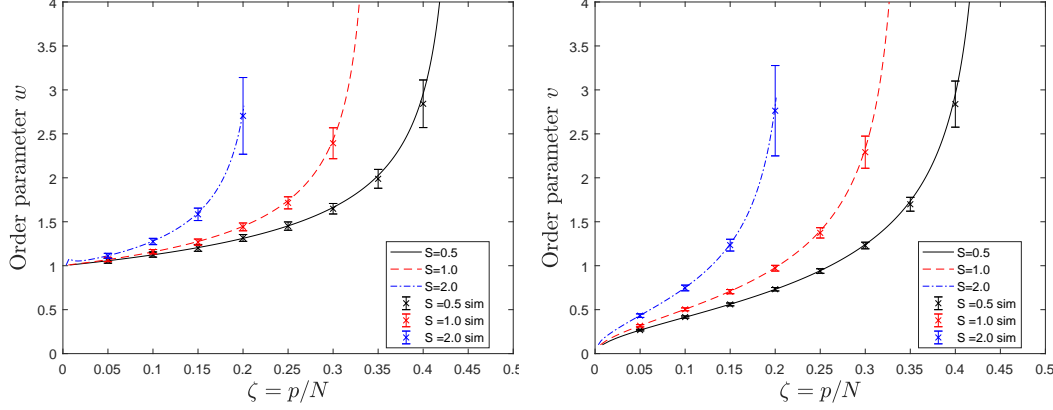 Order parameter w
4
3.5
3
2.5
2
1.5
1
0.5
0
0 0.05 0.1 0.15 0.2 0.25 0.3 0.35 0.4 0.45 0.5
ζ = p/N
S=0.5
S=1.0
S=2.0
S =0.5 sim
S =1.0 sim
S =2.0 sim
Order parameter v
4
3.5
3
2.5
2
1.5
1
0.5
0
0 0.05 0.1 0.15 0.2 0.25 0.3 0.35 0.4 0.45 0.5
ζ = p/N
S=0.5
S=1.0
S=2.0
S =0.5 sim
S =1.0 sim
S =2.0 sim